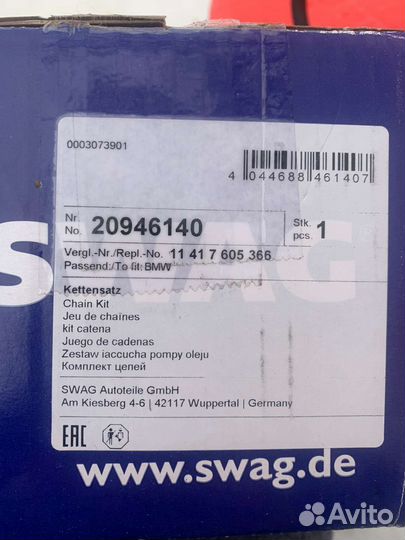 0003073901
4 044688 461407
Nr.
No. 20946140
Stk.
pcs. 1
Vergl.-Nr./Repl.-No. 11 41 7 605 366
Passend:/To fit: BMW
SWAG
Kettensatz
Chain Kit
Jeu de chaînes
kit catena
Juego de cadenas
Zestaw łańcucha pompy oleju
Комплект цепей
SWAG Autoteile GmbH
Am Kiesberg 4-6 | 42117 Wuppertal | Germany
EAC
www.swag.de
Avito